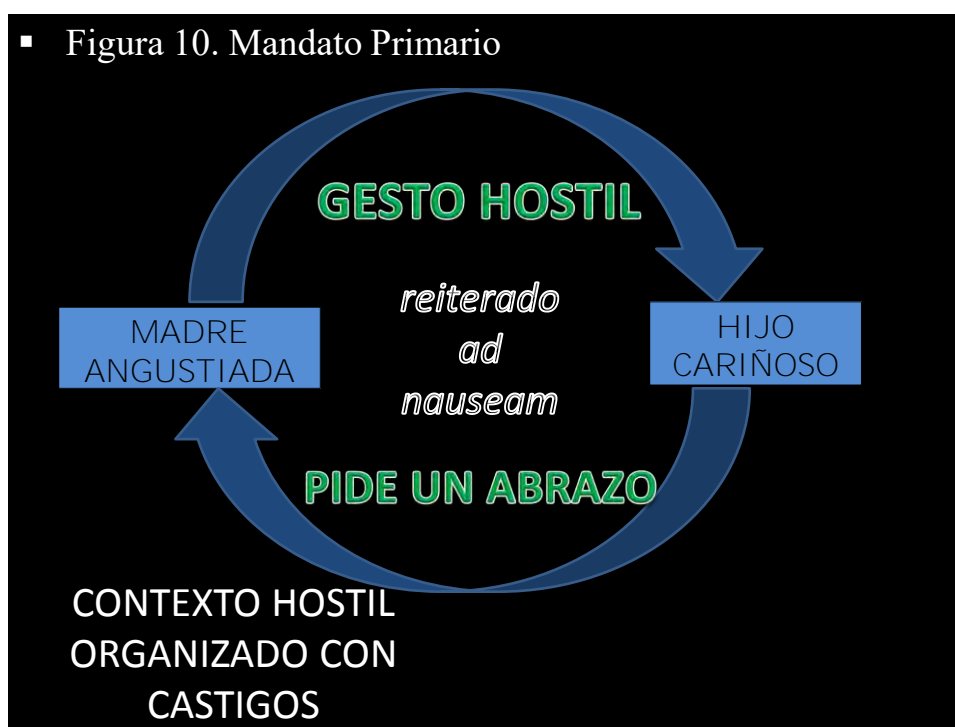 ▪ Figura 10. Mandato Primario
GESTO HOSTIL
reiterado
ad
nauseam
MADRE
ANGUSTIADA
HIJO
CARIÑOSO
PIDE UN ABRAZO
CONTEXTO HOSTIL
ORGANIZADO CON
CASTIGOS